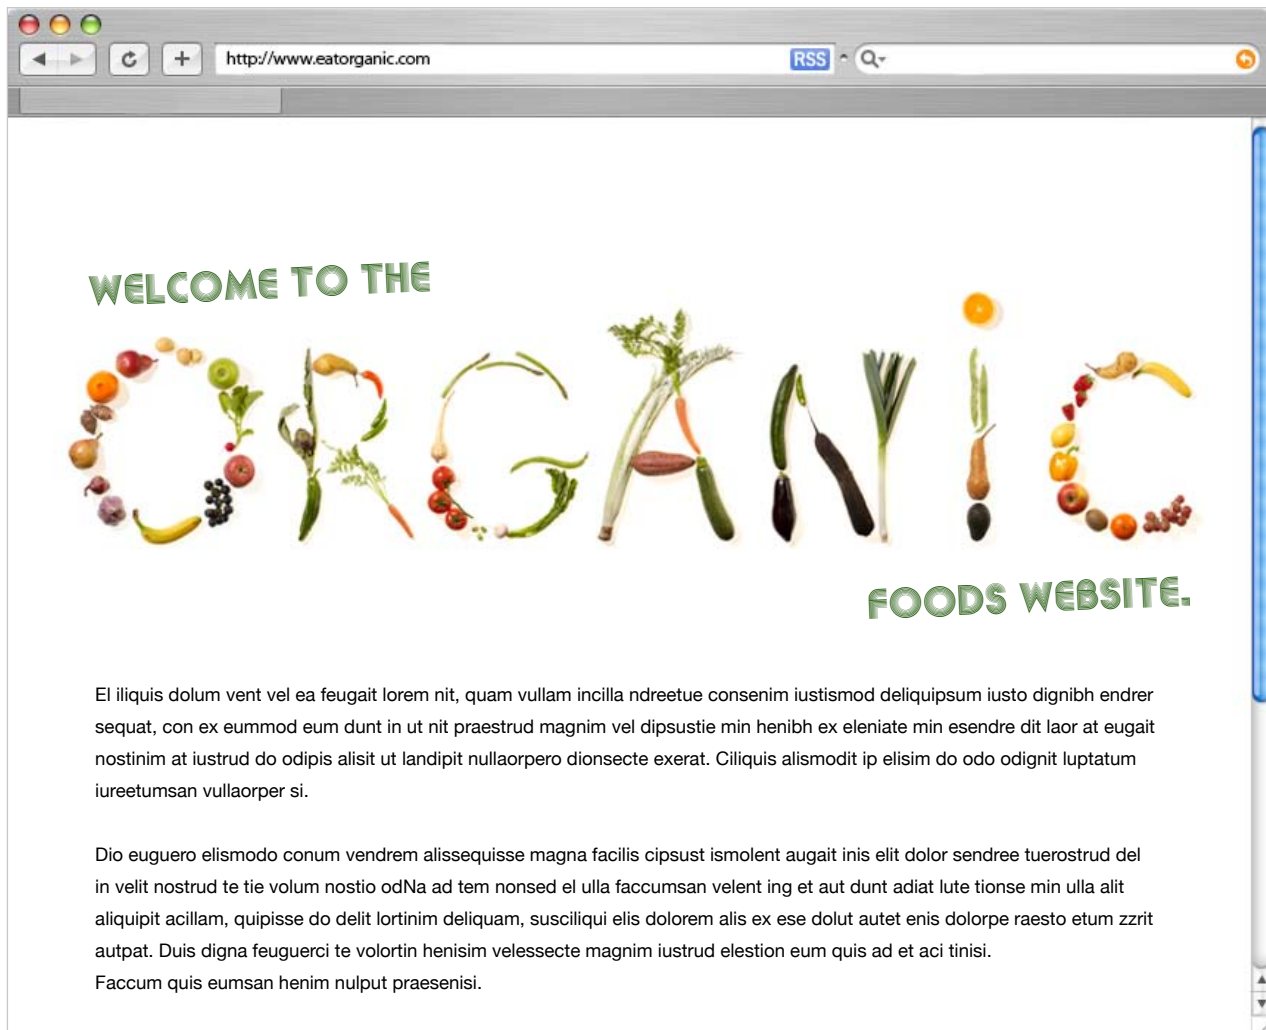 http://www.eatorganic.com
RSS
WELCOME TO THE
ORGANiC
FOODS WEBSITE.
El iliquis dolum vent vel ea feugait lorem nit, quam vullam incilla ndreetue consenim iustismod deliquipsum iusto dignibh endrer
sequat, con ex eummod eum dunt in ut nit praestrud magnim vel dipsustie min henibh ex eleniate min esendre dit laor at eugait
nostinim at iustrud do odipis alisit ut landipit nullaorpero dionsecte exerat. Ciliquis alismodit ip elisim do odo odignit luptatum
iureetumsan vullaorper si.
Dio euguero elismodo conum vendrem alissequisse magna facilis cipsust ismolent augait inis elit dolor sendree tuerostrud del
in velit nostrud te tie volum nostio odNa ad tem nonsed el ulla faccumsan velent ing et aut dunt adiat lute tionse min ulla alit
aliquipit acillam, quipisse do delit lortinim deliquam, susciliqui elis dolorem alis ex ese dolut autet enis dolorpe raesto etum zzrit
autpat. Duis digna feuguerci te volortin henisim velessecte magnim iustrud elestion eum quis ad et aci tinisi.
Faccum quis eumsan henim nulput praesenisi.